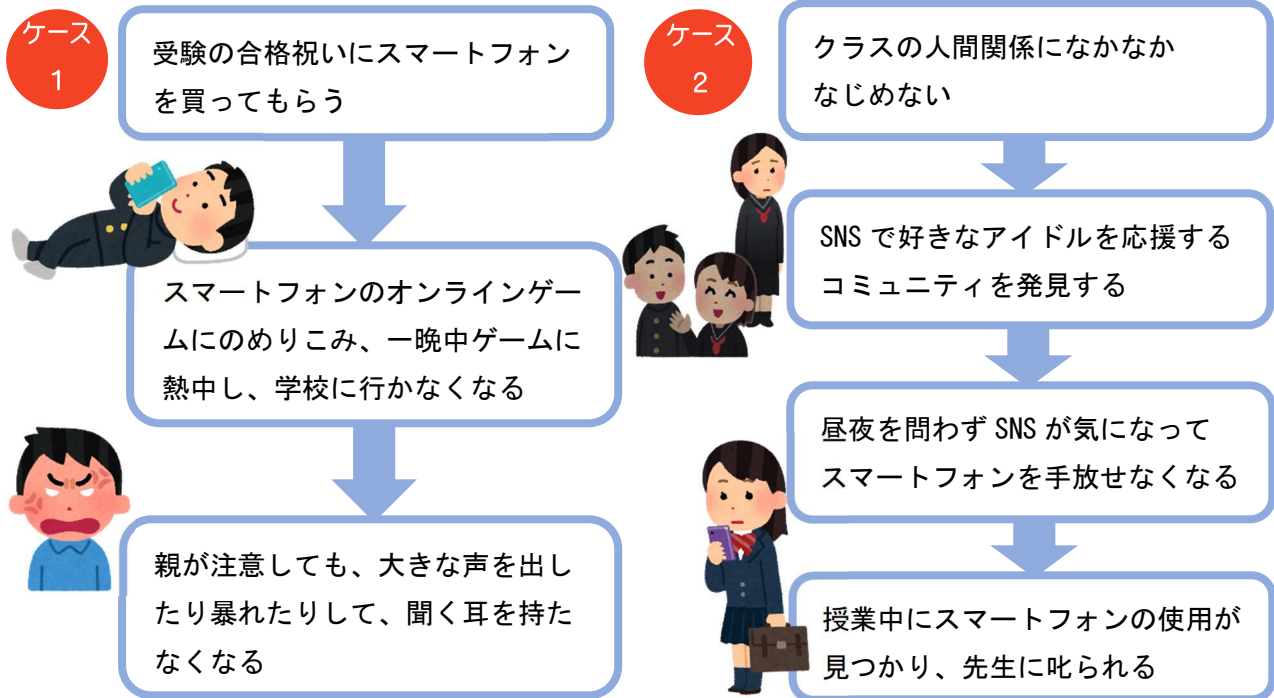 ケース
1
受験の合格祝いにスマートフォン
を買ってもらう
スマートフォンのオンラインゲー
ムにのめりこみ、一晩中ゲームに
熱中し、学校に行かなくなる
親が注意しても、大きな声を出し
たり暴れたりして、聞く耳を持た
なくなる
ケース
2
クラスの人間関係になかなか
なじめない
SNS で好きなアイドルを応援する
コミュニティを発見する
昼夜を問わず SNS が気になって
スマートフォンを手放せなくなる
授業中にスマートフォンの使用が
見つかり、先生に叱られる